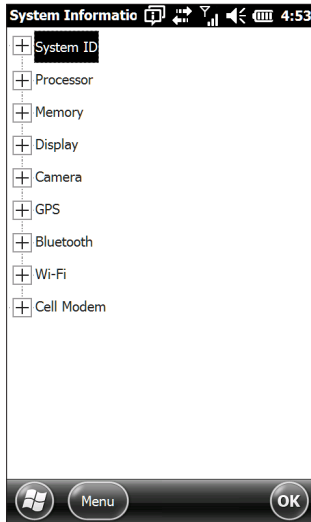 System Informatio 4:53
System ID
Processor
Memory
Display
Camera
GPS
Bluetooth
Wi-Fi
Cell Modem
Menu OK